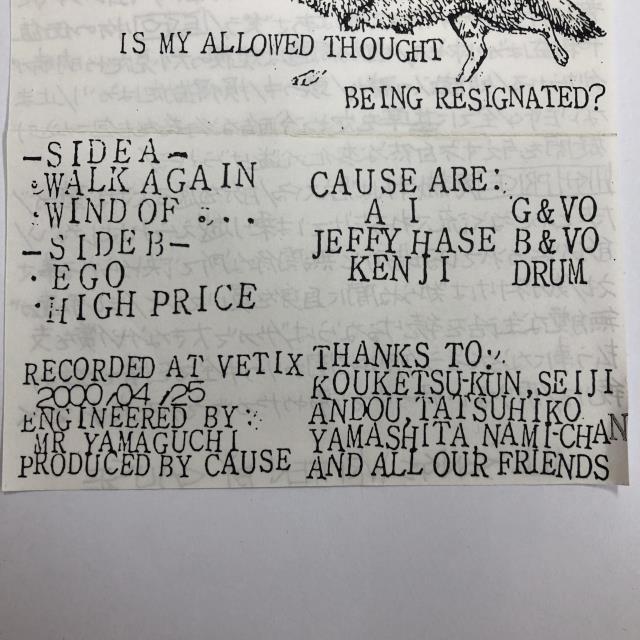 IS MY ALLOWED THOUGHT
BEING RESIGNATED?
—SIDE A—
·WALK AGAIN
·WIND OF ...
—SIDE B—
·EGO
·HIGH PRICE
CAUSE ARE:
AI G&VO
JEFFY HASE B&VO
KENJI DRUM
RECORDED AT VETIX
2000/04/25
ENGINEERED BY:
MR YAMAGUCHI
PRODUCED BY CAUSE
THANKS TO:
KOUKETSU-KUN, SEIJI
ANDOU, TATSUHIKO
YAMASHITA, NAMI-CHAN
AND ALL OUR FRIENDS